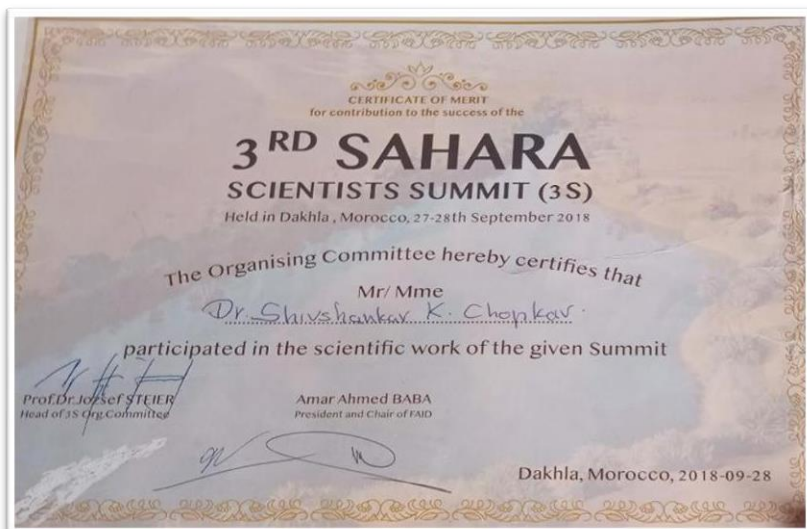 CERTIFICATE OF MERIT
for contribution to the success of the
3RD SAHARA
SCIENTISTS SUMMIT (3S)
Held in Dakhla , Morocco, 27-28th September 2018
The Organising Committee hereby certifies that
Mr/ Mme
Dr. Shivshankar K. Chopkar.
participated in the scientific work of the given Summit
Prof.Dr.Jozsef STEIER
Head of 3S Org.Committee
Amar Ahmed BABA
President and Chair of FAID
Dakhla, Morocco, 2018-09-28